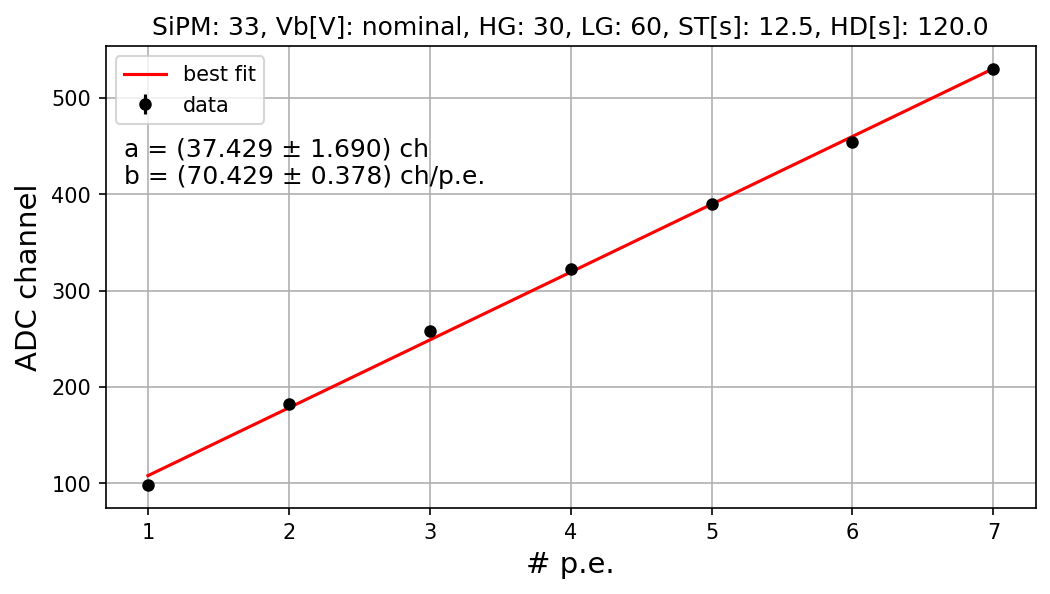 SiPM: 33, Vb[V]: nominal, HG: 30, LG: 60, ST[s]: 12.5, HD[s]: 120.0
best fit
data
a = (37.429 ± 1.690) ch
b = (70.429 ± 0.378) ch/p.e.
ADC channel
500
400
300
200
100
1 2 3 4 5 6 7
# p.e.